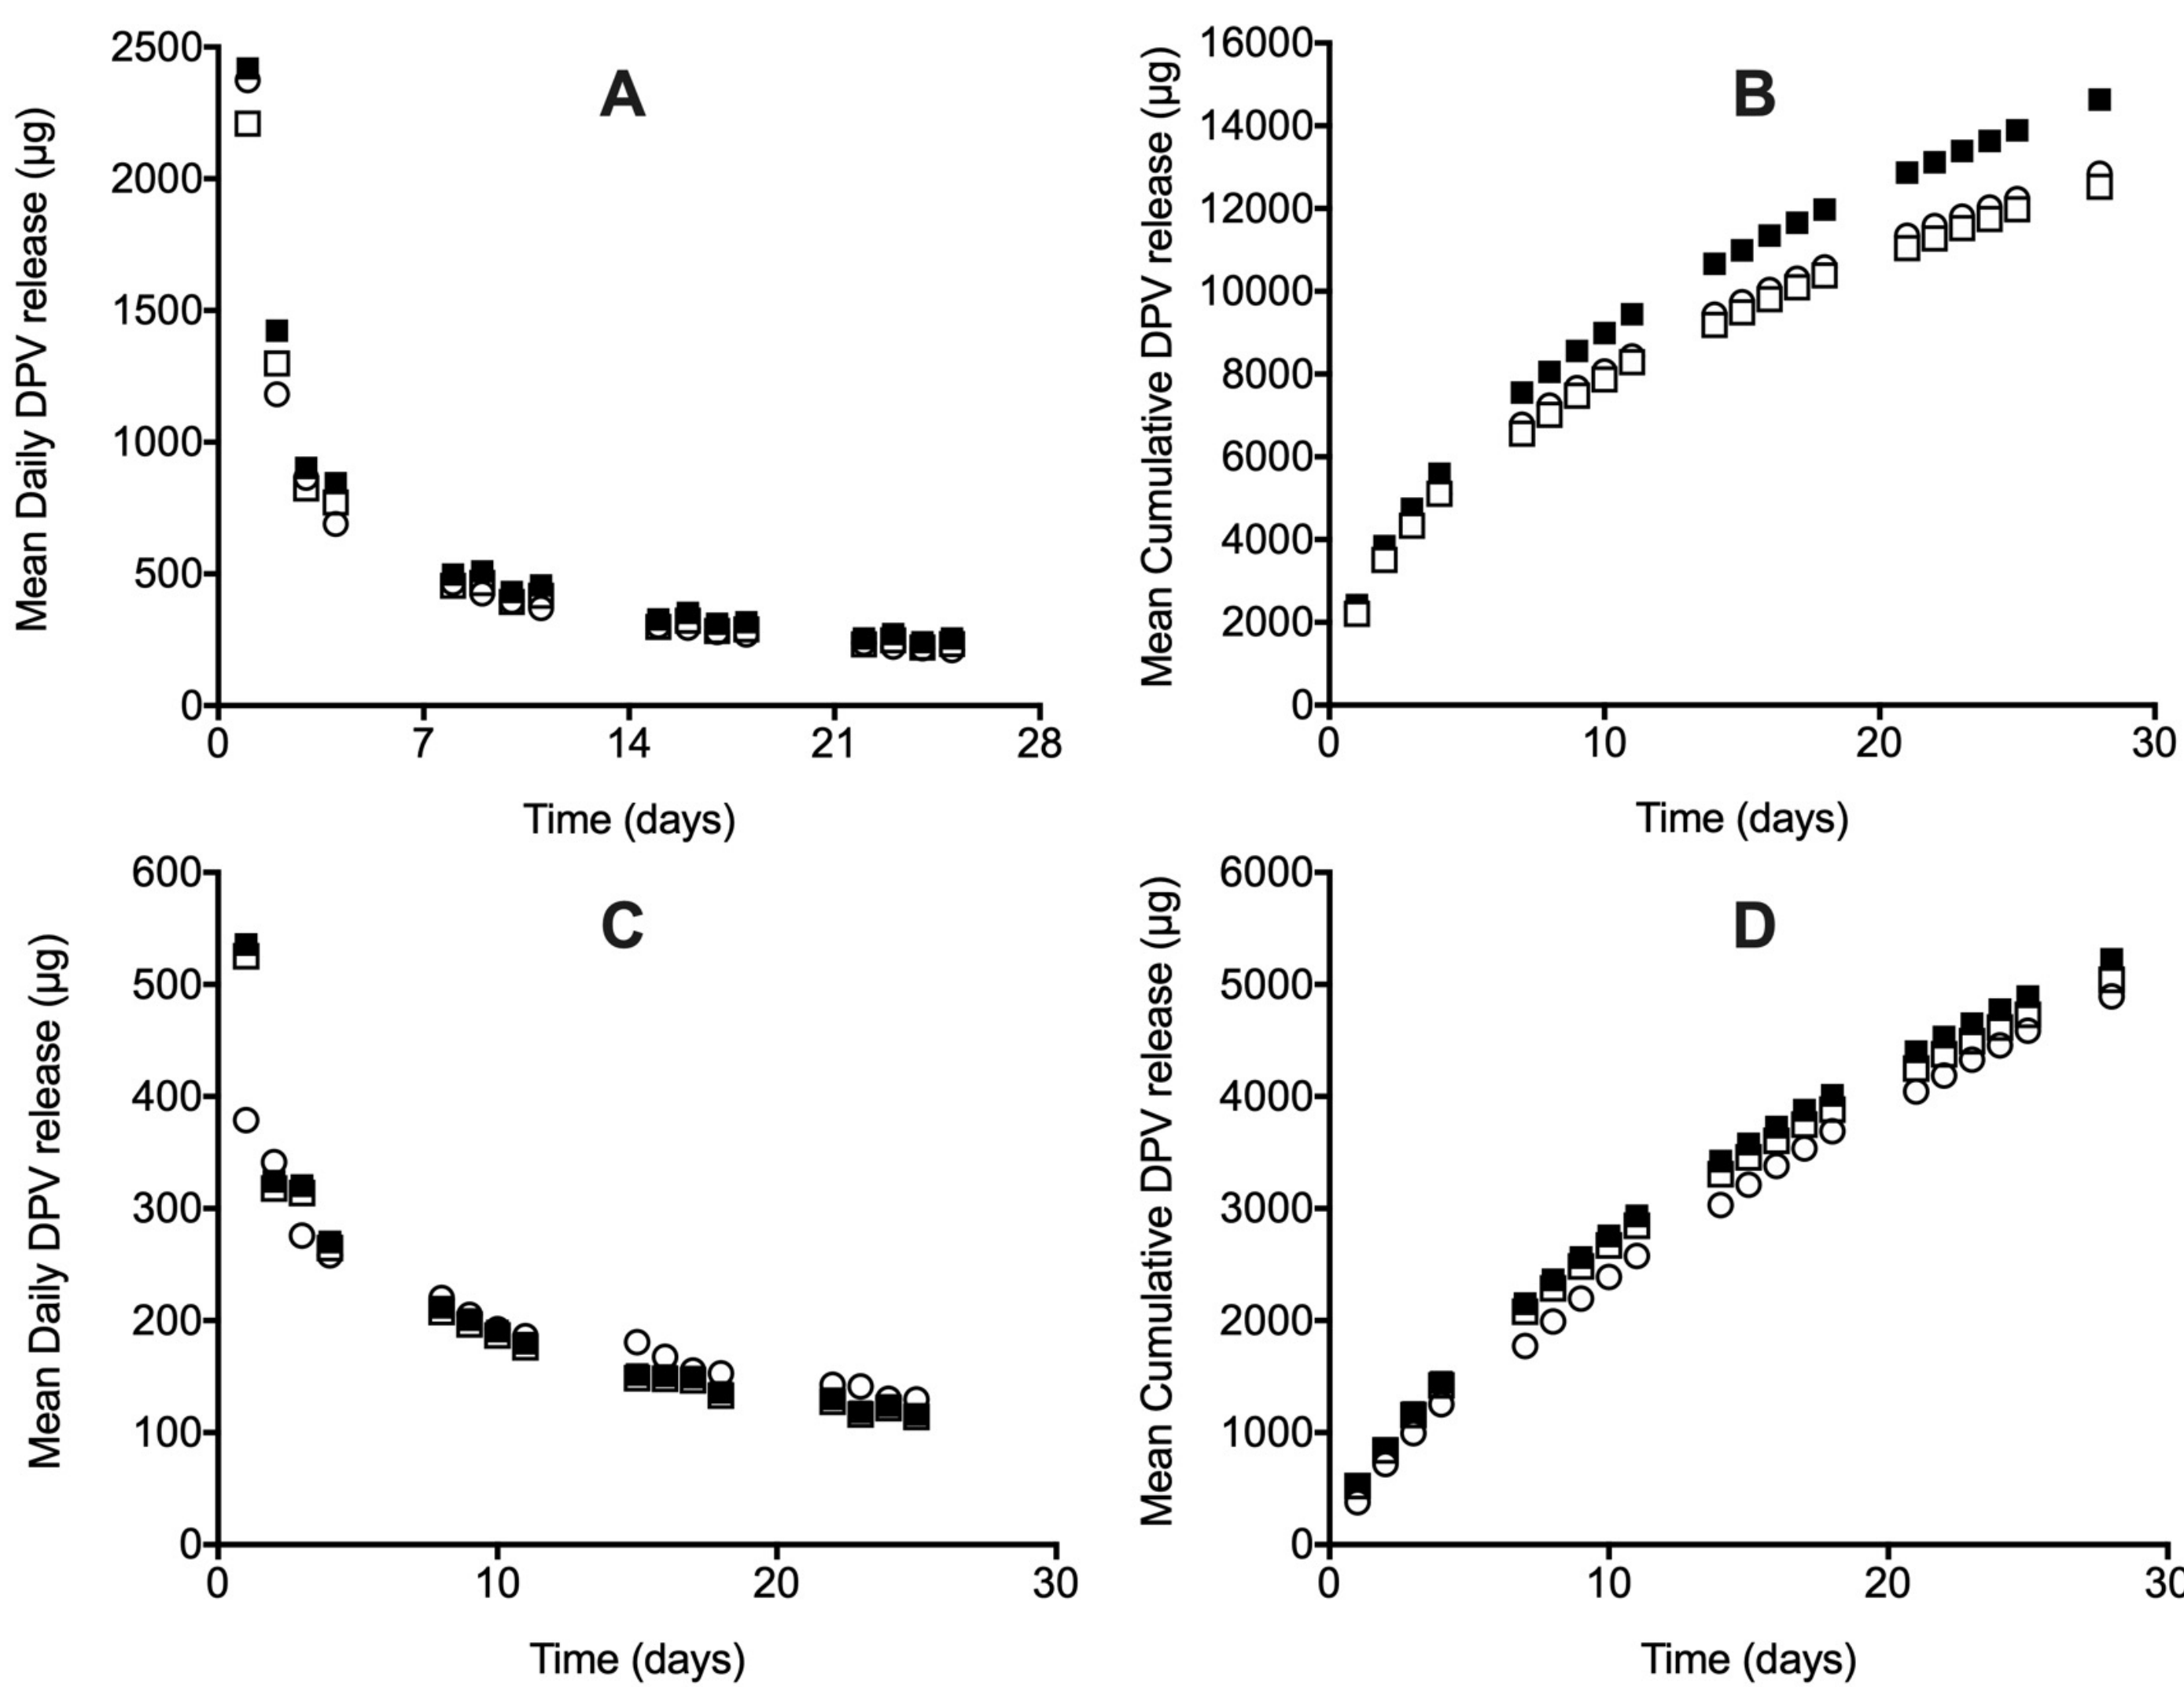 A
Mean Daily DPV release (µg)
2500
2000
1500
1000
500
0
0 7 14 21 28
Time (days)
B
Mean Cumulative DPV release (µg)
16000
14000
12000
10000
8000
6000
4000
2000
0
0 10 20 30
Time (days)
C
Mean Daily DPV release (µg)
600
500
400
300
200
100
0
0 10 20 30
Time (days)
D
Mean Cumulative DPV release (µg)
6000
5000
4000
3000
2000
1000
0
0 10 20 30
Time (days)